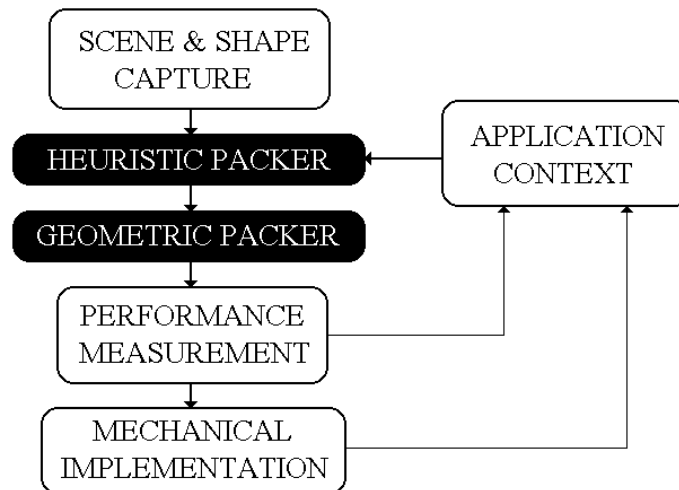 SCENE & SHAPE
CAPTURE
HEURISTIC PACKER
APPLICATION
CONTEXT
GEOMETRIC PACKER
PERFORMANCE
MEASUREMENT
MECHANICAL
IMPLEMENTATION